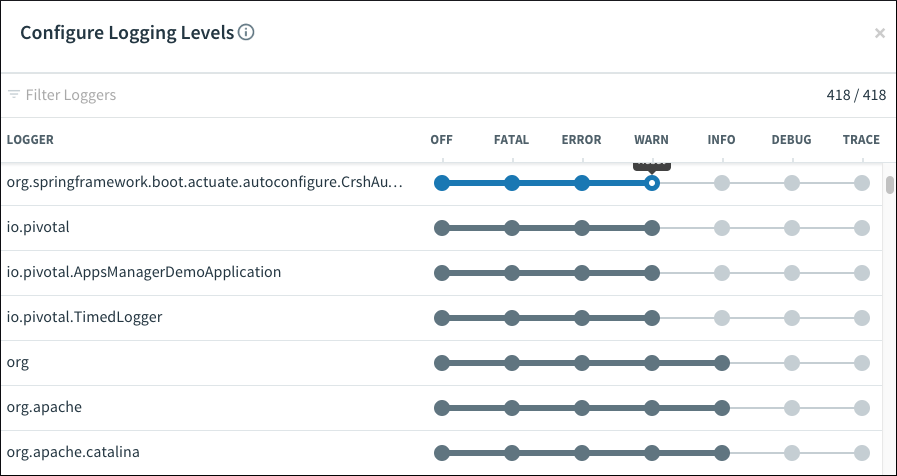 Configure Logging Levels
Filter Loggers 418 / 418
LOGGER OFF FATAL ERROR WARN INFO DEBUG TRACE
org.springframework.boot.actuate.autoconfigure.CrshAu…
io.pivotal
io.pivotal.AppsManagerDemoApplication
io.pivotal.TimedLogger
org
org.apache
org.apache.catalina